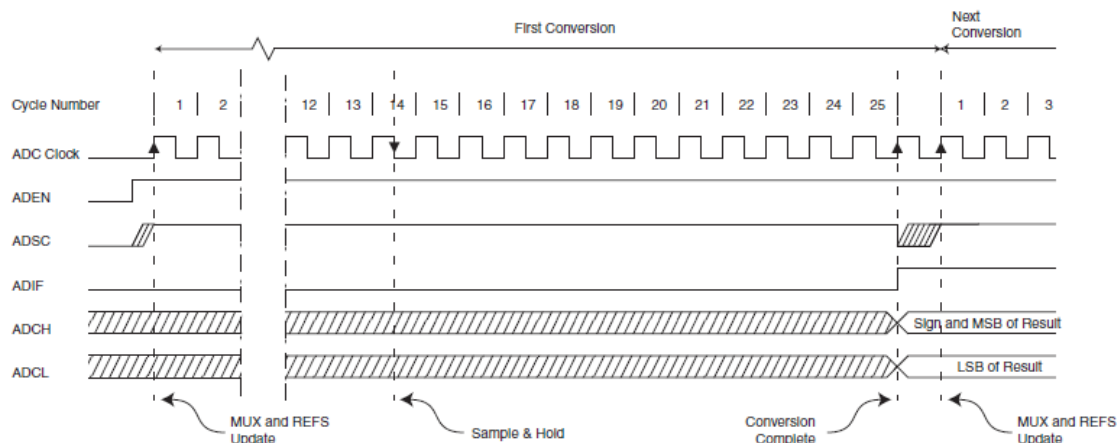 First Conversion
Next
Conversion
Cycle Number 1 2 12 13 14 15 16 17 18 19 20 21 22 23 24 25 1 2 3
ADC Clock
ADEN
ADSC
ADIF
ADCH Sign and MSB of Result
ADCL LSB of Result
MUX and REFS
Update
Sample & Hold
Conversion
Complete
MUX and REFS
Update